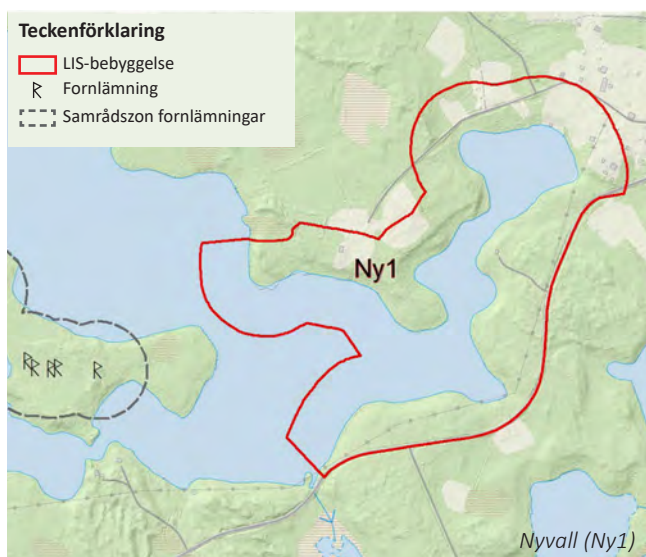 Teckenförklaring
LIS-bebyggelse
Fornlämning
Samrådszon fornlämningar
Ny1
Nyvall (Ny1)